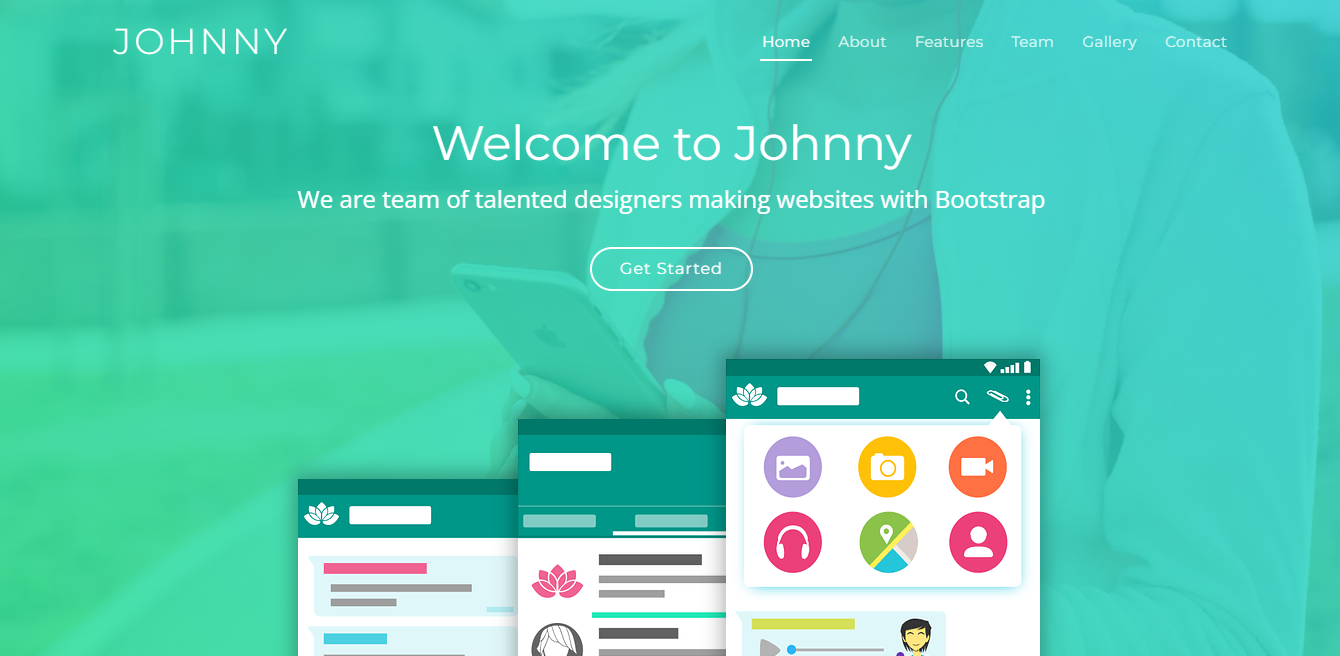 JOHNNY
Home About Features Team Gallery Contact
Welcome to Johnny
We are team of talented designers making websites with Bootstrap
Get Started